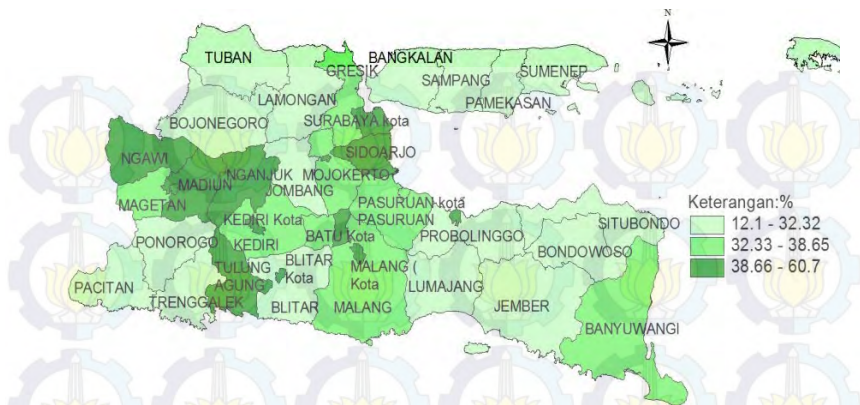 N
TUBAN
BANGKALAN
GRESIK
SAMPANG
SUMENEP
LAMONGAN
PAMEKASAN
BOJONEGORO
SURABAYA kota
NGAWI
SIDOARJO
NGANJUK
MOJOKERTO
MADIUN
JOMBANG
MAGETAN
PASURUAN kota
KEDIRI Kota
PASURUAN
PONOROGO
KEDIRI
BATU Kota
PROBOLINGGO
SITUBONDO
BONDOWOSO
TULUNG
AGUNG
BLITAR
Kota
MALANG (
Kota
PACITAN
LUMAJANG
TRENGGALEK
BLITAR
MALANG
JEMBER
BANYUWANGI
Keterangan:%
12.1 - 32.32
32.33 - 38.65
38.66 - 60.7